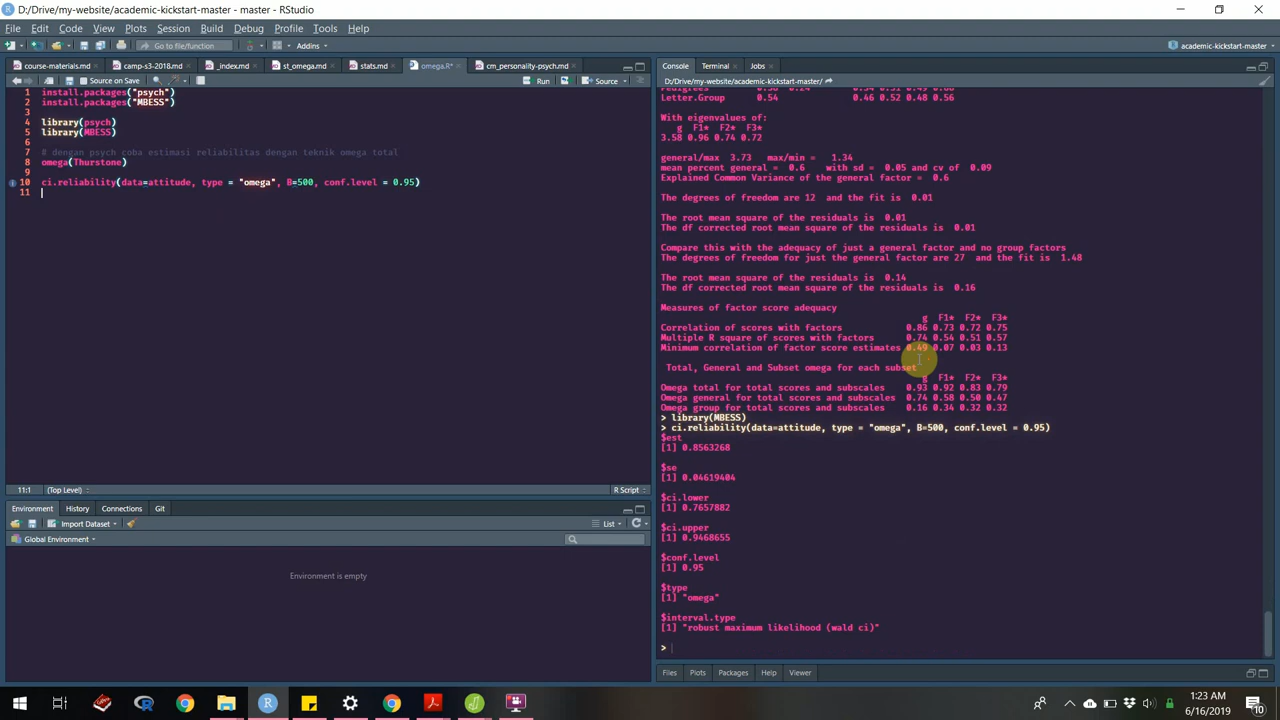 D:/Drive/my-website/academic-kickstart-master - master - RStudio
File Edit Code View Plots Session Build Debug Profile Tools Help
Go to file/function Addins academic-kickstart-master
course-materials.md camp-s3-2018.md _index.md st_omega.md stats.md omega.R* cm_personality-psych.md
Source on Save Run Source
1 install.packages("psych")
2 install.packages("MBESS")
3
4 library(psych)
5 library(MBESS)
6
7 # dengan psych coba estimasi reliabilitas dengan teknik omega total
8 omega(Thurstone)
9
10 ci.reliability(data=attitude, type = "omega", B=500, conf.level = 0.95)
11
11:1 (Top Level) R Script
Environment History Connections Git
Import Dataset List
Global Environment
Environment is empty
Console Terminal Jobs
D:/Drive/my-website/academic-kickstart-master/
Letter.Group 0.54 0.46 0.52 0.48 0.56
With eigenvalues of:
g F1* F2* F3*
3.58 0.96 0.74 0.72
general/max 3.73 max/min = 1.34
mean percent general = 0.6 with sd = 0.05 and cv of 0.09
Explained Common Variance of the general factor = 0.6
The degrees of freedom are 12 and the fit is 0.01
The root mean square of the residuals is 0.01
The df corrected root mean square of the residuals is 0.01
Compare this with the adequacy of just a general factor and no group factors
The degrees of freedom for just the general factor are 27 and the fit is 1.48
The root mean square of the residuals is 0.14
The df corrected root mean square of the residuals is 0.16
Measures of factor score adequacy
g F1* F2* F3*
Correlation of scores with factors 0.86 0.73 0.72 0.75
Multiple R square of scores with factors 0.74 0.54 0.51 0.57
Minimum correlation of factor score estimates 0.49 0.07 0.03 0.13
Total, General and Subset omega for each subset
g F1* F2* F3*
Omega total for total scores and subscales 0.93 0.92 0.83 0.79
Omega general for total scores and subscales 0.74 0.58 0.50 0.47
Omega group for total scores and subscales 0.16 0.34 0.32 0.32
> library(MBESS)
> ci.reliability(data=attitude, type = "omega", B=500, conf.level = 0.95)
$est
[1] 0.8563268
$se
[1] 0.04619404
$ci.lower
[1] 0.7657882
$ci.upper
[1] 0.9468655
$conf.level
[1] 0.95
$type
[1] "omega"
$interval.type
[1] "robust maximum likelihood (wald ci)"
>
Files Plots Packages Help Viewer
1:23 AM
6/16/2019
10